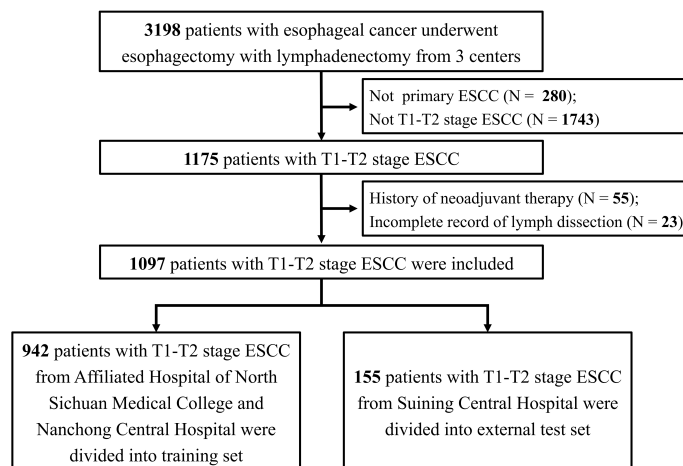 3198 patients with esophageal cancer underwent
esophagectomy with lymphadenectomy from 3 centers
Not primary ESCC (N = 280);
Not T1-T2 stage ESCC (N = 1743)
1175 patients with T1-T2 stage ESCC
History of neoadjuvant therapy (N = 55);
Incomplete record of lymph dissection (N = 23)
1097 patients with T1-T2 stage ESCC were included
942 patients with T1-T2 stage ESCC
from Affiliated Hospital of North
Sichuan Medical College and
Nanchong Central Hospital were
divided into training set
155 patients with T1-T2 stage ESCC
from Suining Central Hospital were
divided into external test set